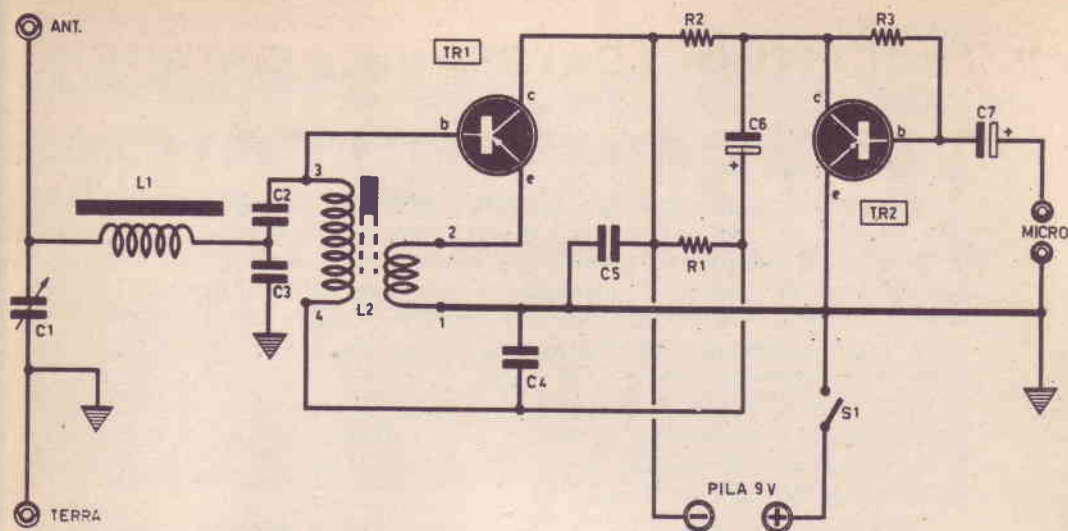 ANT.
TR1
R2
R3
c
b
e
c
b
e
C7
+
C6
+
TR2
MICRO
L1
C2
C3
3
4
L2
2
1
C5
R1
C1
C4
S1
PILA 9 V
−
+
TERRA